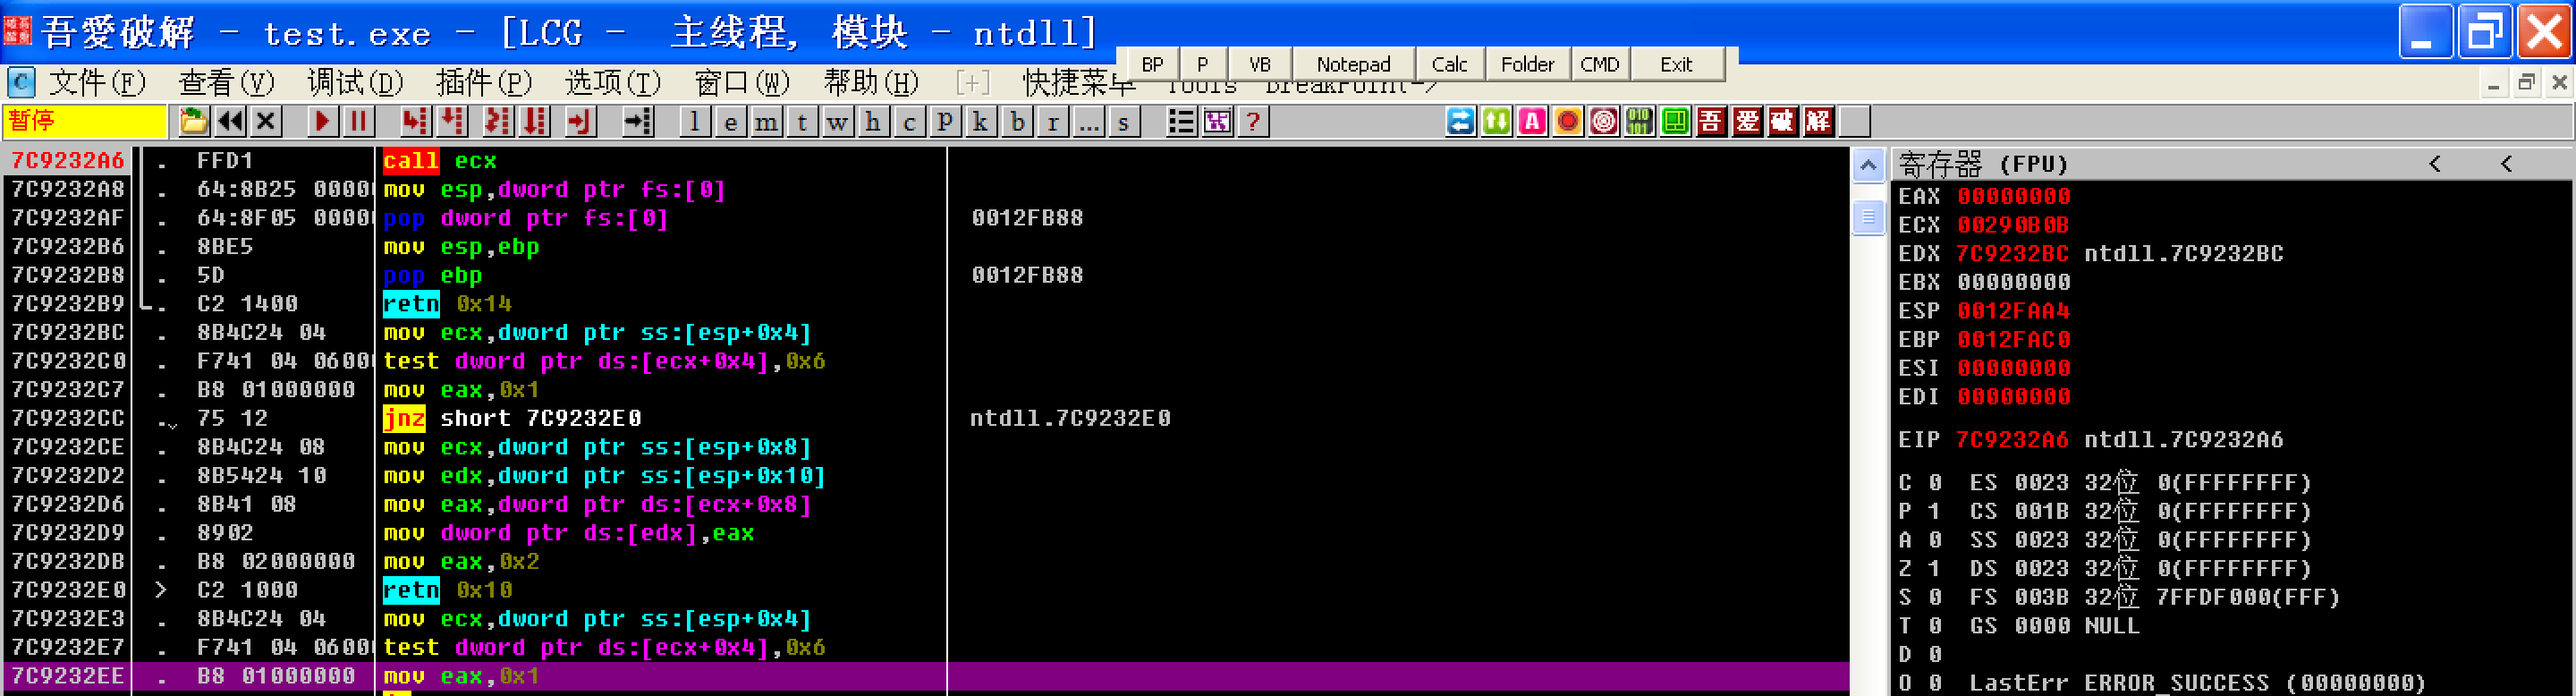 吾愛破解 - test.exe - [LCG -  主线程, 模块 - ntdll]
BP P VB Notepad Calc Folder CMD Exit
文件(F) 查看(V) 调试(D) 插件(P) 选项(T) 窗口(W) 帮助(H) [+] 快捷菜单 Tools BreakPoint->
暂停 l e m t w h c p k b r ... s ? 吾 爱 破 解
7C9232A6 . FFD1 call ecx
7C9232A8 . 64:8B25 0000 mov esp,dword ptr fs:[0]
7C9232AF . 64:8F05 0000 pop dword ptr fs:[0] 0012FB88
7C9232B6 . 8BE5 mov esp,ebp
7C9232B8 . 5D pop ebp 0012FB88
7C9232B9 . C2 1400 retn 0x14
7C9232BC . 8B4C24 04 mov ecx,dword ptr ss:[esp+0x4]
7C9232C0 . F741 04 0600 test dword ptr ds:[ecx+0x4],0x6
7C9232C7 . B8 01000000 mov eax,0x1
7C9232CC . 75 12 jnz short 7C9232E0 ntdll.7C9232E0
7C9232CE . 8B4C24 08 mov ecx,dword ptr ss:[esp+0x8]
7C9232D2 . 8B5424 10 mov edx,dword ptr ss:[esp+0x10]
7C9232D6 . 8B41 08 mov eax,dword ptr ds:[ecx+0x8]
7C9232D9 . 8902 mov dword ptr ds:[edx],eax
7C9232DB . B8 02000000 mov eax,0x2
7C9232E0 > C2 1000 retn 0x10
7C9232E3 . 8B4C24 04 mov ecx,dword ptr ss:[esp+0x4]
7C9232E7 . F741 04 0600 test dword ptr ds:[ecx+0x4],0x6
7C9232EE . B8 01000000 mov eax,0x1
寄存器 (FPU) < <
EAX 00000000
ECX 00290B0B
EDX 7C9232BC ntdll.7C9232BC
EBX 00000000
ESP 0012FAA4
EBP 0012FAC0
ESI 00000000
EDI 00000000
EIP 7C9232A6 ntdll.7C9232A6
C 0 ES 0023 32位 0(FFFFFFFF)
P 1 CS 001B 32位 0(FFFFFFFF)
A 0 SS 0023 32位 0(FFFFFFFF)
Z 1 DS 0023 32位 0(FFFFFFFF)
S 0 FS 003B 32位 7FFDF000(FFF)
T 0 GS 0000 NULL
D 0
O 0 LastErr ERROR_SUCCESS (00000000)